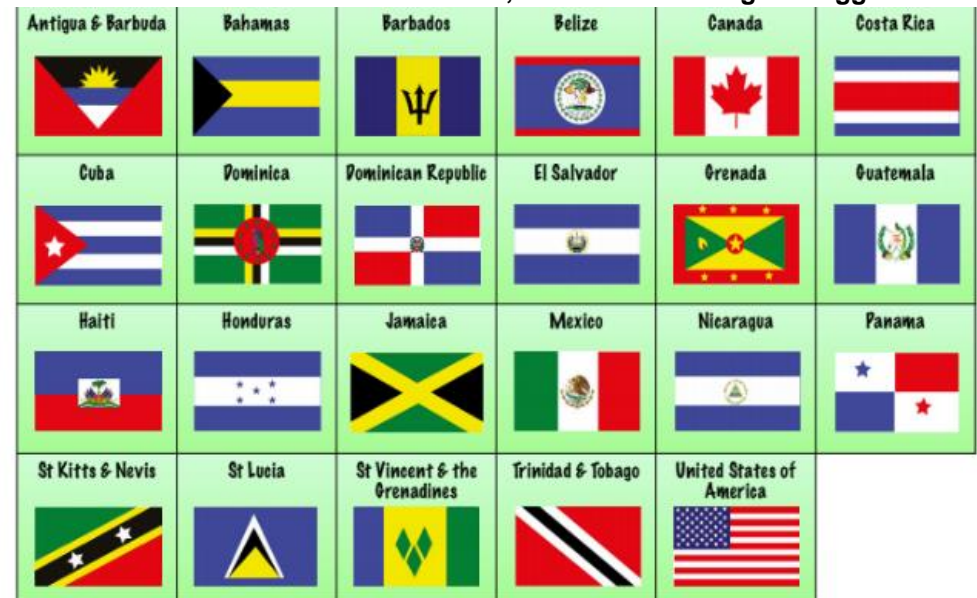 Antigua & Barbuda
Bahamas
Barbados
Belize
Canada
Costa Rica
Cuba
Dominica
Dominican Republic
El Salvador
Grenada
Guatemala
Haiti
Honduras
Jamaica
Mexico
Nicaragua
Panama
St Kitts & Nevis
St Lucia
St Vincent & the
Grenadines
Trinidad & Tobago
United States of
America